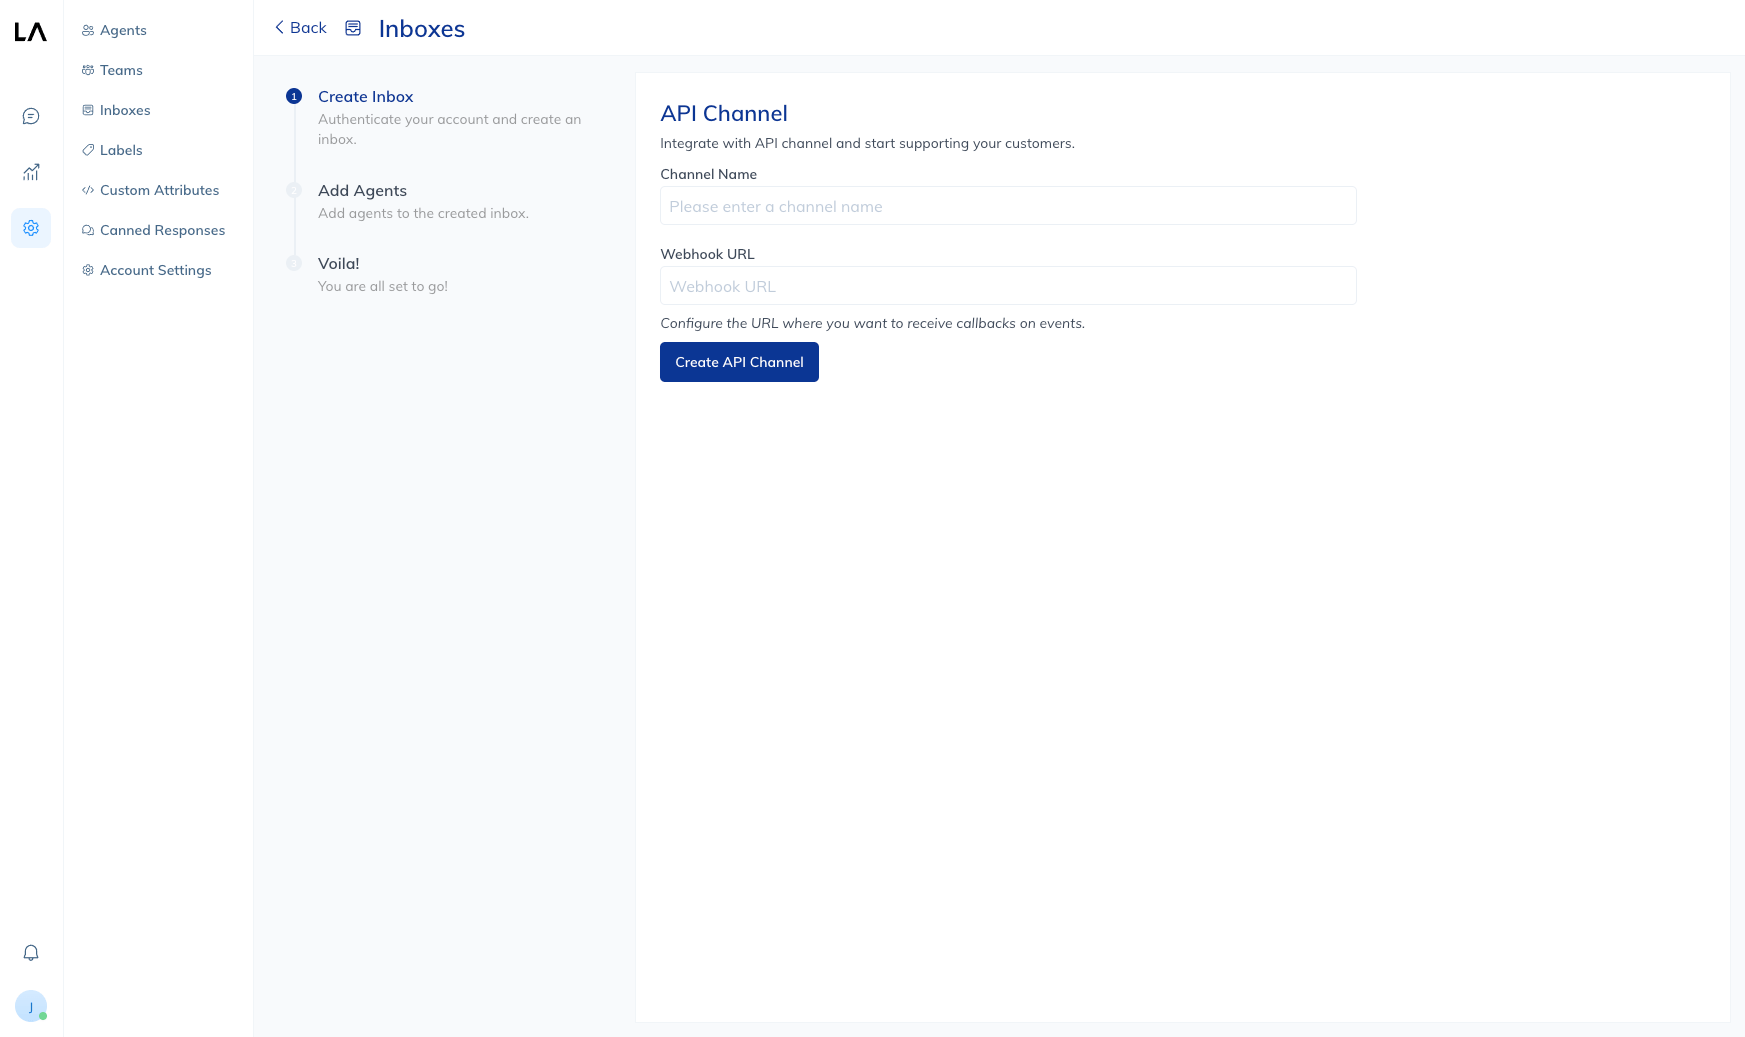 LA
Agents
Teams
Inboxes
Labels
Custom Attributes
Canned Responses
Account Settings
J
Back
Inboxes
1
Create Inbox
Authenticate your account and create an
inbox.
2
Add Agents
Add agents to the created inbox.
3
Voila!
You are all set to go!
API Channel
Integrate with API channel and start supporting your customers.
Channel Name
Please enter a channel name
Webhook URL
Webhook URL
Configure the URL where you want to receive callbacks on events.
Create API Channel